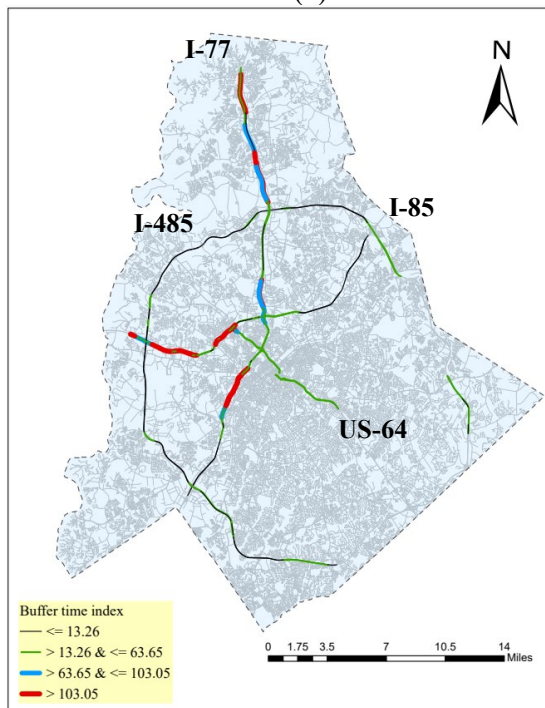 I-77
N
I-85
I-485
US-64
Buffer time index
<= 13.26
> 13.26 & <= 63.65
> 63.65 & <= 103.05
> 103.05
0 1.75 3.5 7 10.5 14
Miles